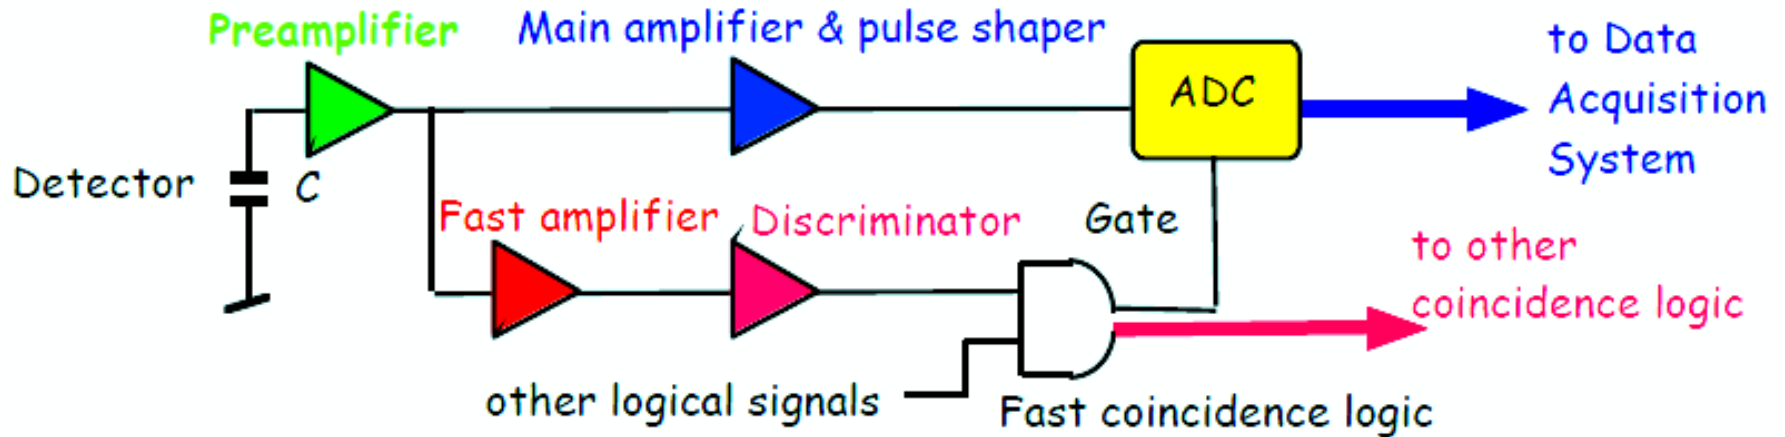 Preamplifier
Main amplifier & pulse shaper
ADC
to Data
Acquisition
System
Detector
C
Fast amplifier
Discriminator
Gate
to other
coincidence logic
other logical signals
Fast coincidence logic